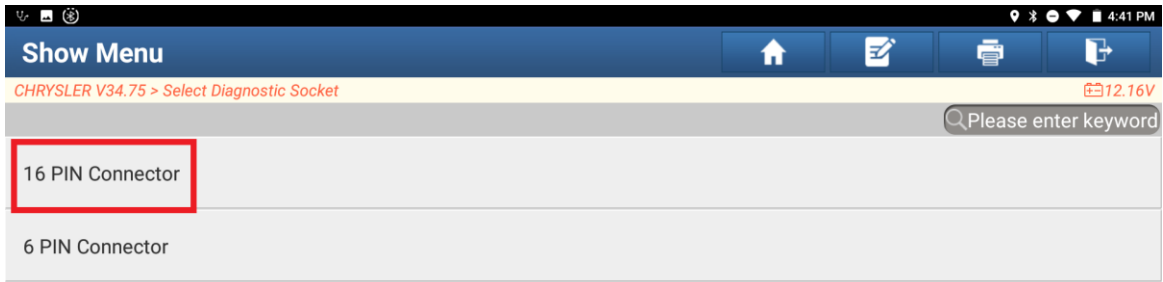 4:41 PM
Show Menu
CHRYSLER V34.75 > Select Diagnostic Socket
12.16V
Please enter keyword
16 PIN Connector
6 PIN Connector